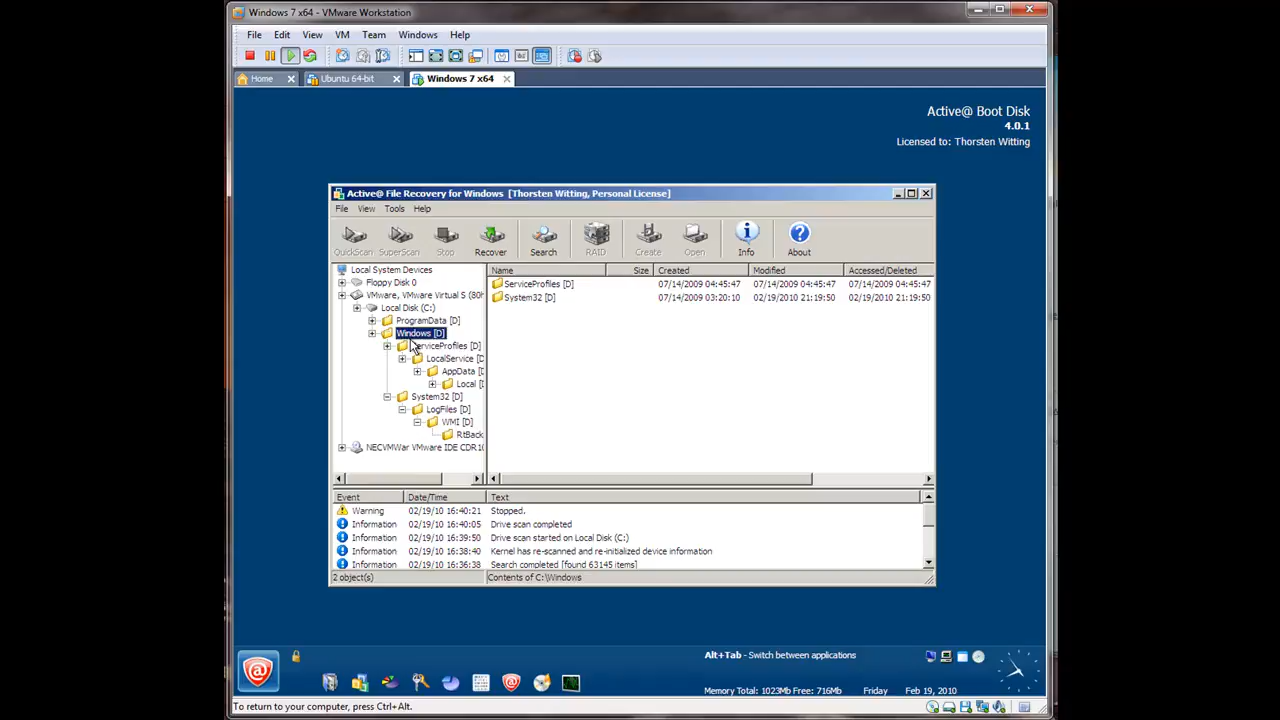 Windows 7 x64 - VMware Workstation
File Edit View VM Team Windows Help
Home Ubuntu 64-bit Windows 7 x64
Active@ Boot Disk
4.0.1
Licensed to: Thorsten Witting
Active@ File Recovery for Windows [Thorsten Witting, Personal License]
File View Tools Help
QuickScan SuperScan Stop Recover Search RAID Create Open Info About
Local System Devices
Floppy Disk 0
VMware, VMware Virtual S (80
Local Disk (C:)
ProgramData [D]
Windows [D]
ServiceProfiles [D]
LocalService [D
AppData [
Local [
System32 [D]
LogFiles [D]
WMI [D]
RtBack
NECVMWar VMware IDE CDR10
Name Size Created Modified Accessed/Deleted
ServiceProfiles [D] 07/14/2009 04:45:47 07/14/2009 04:45:47 07/14/2009 04:45:47
System32 [D] 07/14/2009 03:20:10 02/19/2010 21:19:50 02/19/2010 21:19:50
Event Date/Time Text
Warning 02/19/10 16:40:21 Stopped.
Information 02/19/10 16:40:05 Drive scan completed
Information 02/19/10 16:39:50 Drive scan started on Local Disk (C:)
Information 02/19/10 16:38:40 Kernel has re-scanned and re-initialized device information
Information 02/19/10 16:36:38 Search completed [found 63145 items]
2 object(s) Contents of C:\Windows
Alt+Tab - Switch between applications
Memory Total: 1023Mb Free: 716Mb Friday Feb 19, 2010
To return to your computer, press Ctrl+Alt.